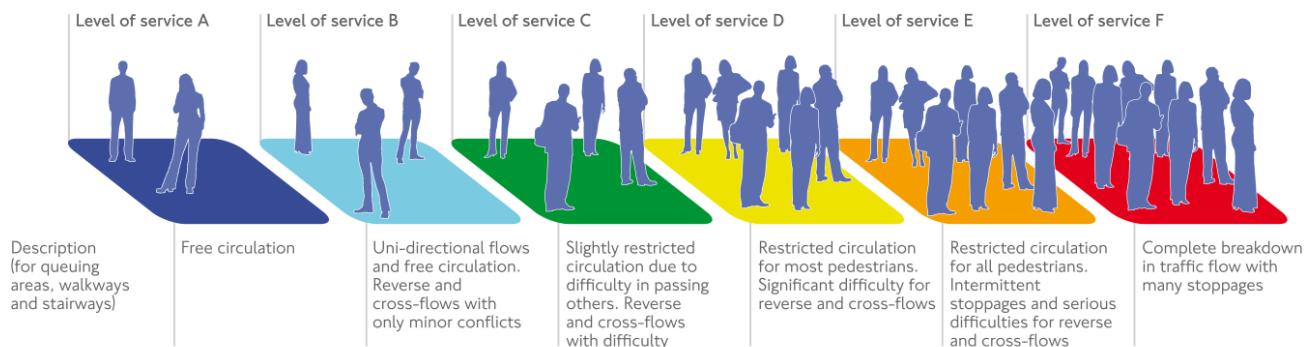 Level of service A
Level of service B
Level of service C
Level of service D
Level of service E
Level of service F
Description
(for queuing
areas, walkways
and stairways)
Free circulation
Uni-directional flows
and free circulation.
Reverse and
cross-flows with
only minor conflicts
Slightly restricted
circulation due to
difficulty in passing
others. Reverse
and cross-flows
with difficulty
Restricted circulation
for most pedestrians.
Significant difficulty for
reverse and cross-flows
Restricted circulation
for all pedestrians.
Intermittent
stoppages and serious
difficulties for reverse
and cross-flows
Complete breakdown
in traffic flow with
many stoppages